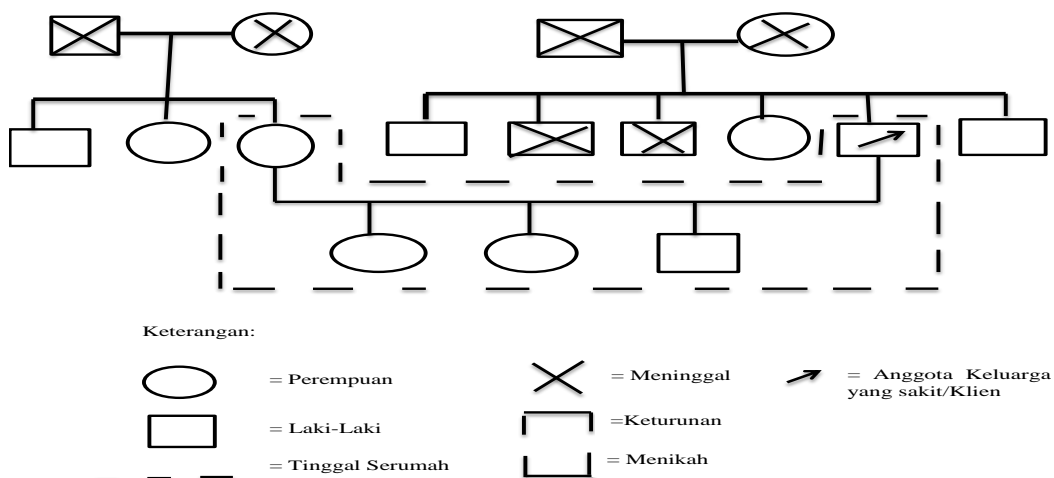 Keterangan:
= Perempuan
= Meninggal
= Anggota Keluarga
yang sakit/Klien
= Laki-Laki
=Keturunan
= Tinggal Serumah
= Menikah